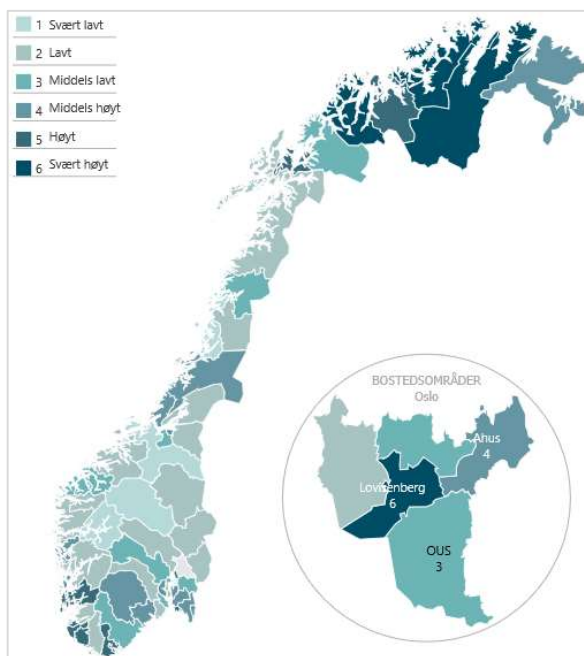 1 Svært lavt
2 Lavt
3 Middels lavt
4 Middels høyt
5 Høyt
6 Svært høyt
BOSTEDSOMRÅDER
Oslo
Ahus
4
Lovisenberg
6
OUS
3